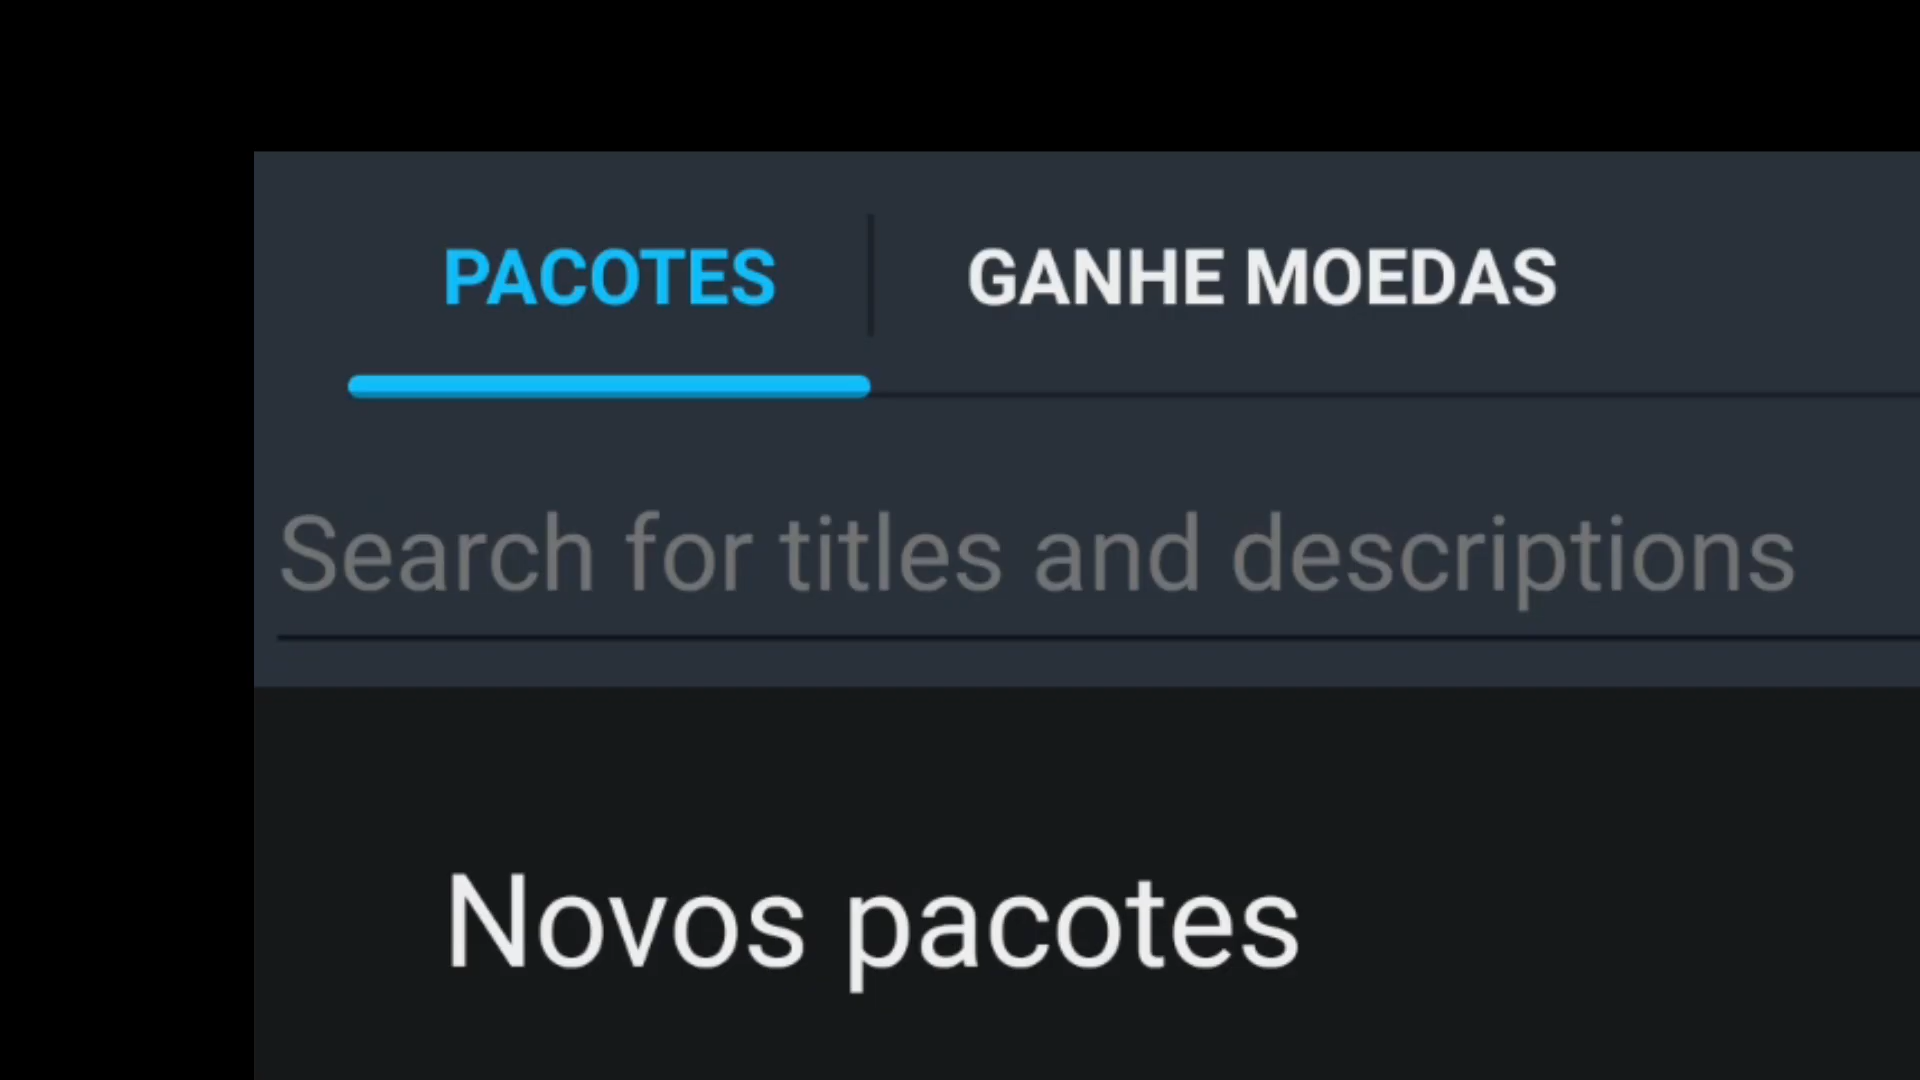 PACOTES GANHE MOEDAS
Search for titles and descriptions
Novos pacotes